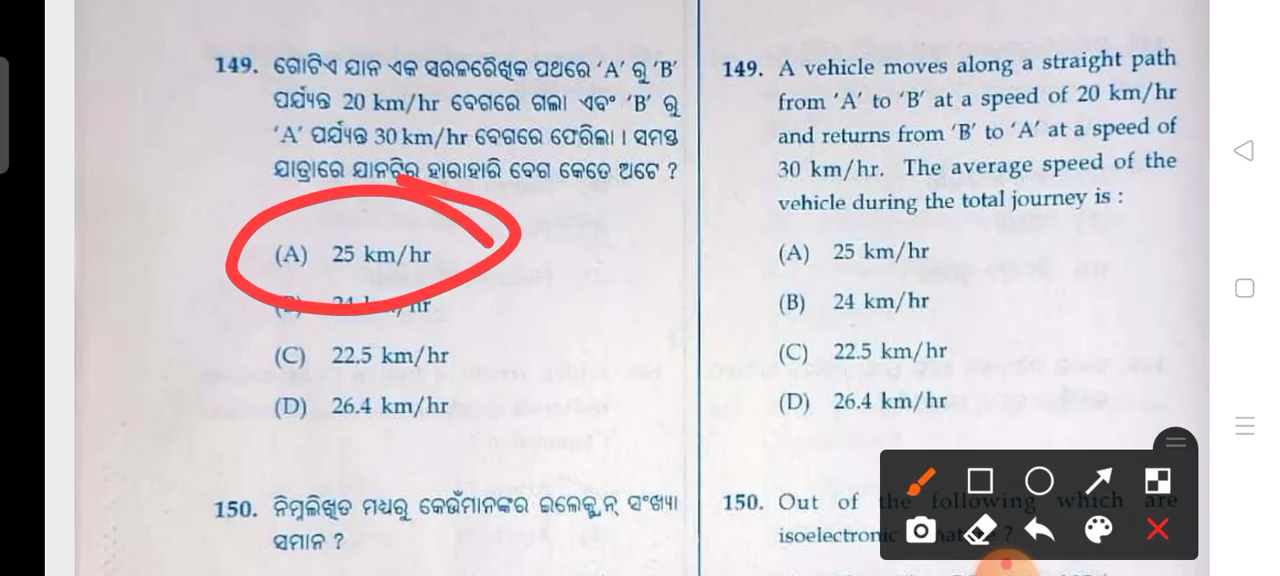 149. ଗୋଟିଏ ଯାନ ଏକ ସରଳରୈଖିକ ପଥରେ ‘A’ ରୁ ‘B’
ପର୍ଯ୍ୟନ୍ତ 20 km/hr ବେଗରେ ଗଲା ଏବଂ ‘B’ ରୁ
‘A’ ପର୍ଯ୍ୟନ୍ତ 30 km/hr ବେଗରେ ଫେରିଲା । ସମସ୍ତ
ଯାତ୍ରାରେ ଯାନଟିର ହାରାହାରି ବେଗ କେତେ ଅଟେ ?
(A) 25 km/hr
(B) 24 km/hr
(C) 22.5 km/hr
(D) 26.4 km/hr
150. ନିମ୍ନଲିଖିତ ମଧ୍ୟରୁ କେଉଁମାନଙ୍କର ଇଲେକ୍ଟ୍ରନ୍ ସଂଖ୍ୟା
ସମାନ ?
149. A vehicle moves along a straight path
from ‘A’ to ‘B’ at a speed of 20 km/hr
and returns from ‘B’ to ‘A’ at a speed of
30 km/hr. The average speed of the
vehicle during the total journey is :
(A) 25 km/hr
(B) 24 km/hr
(C) 22.5 km/hr
(D) 26.4 km/hr
150. Out of the following which are
isoelectronic ?